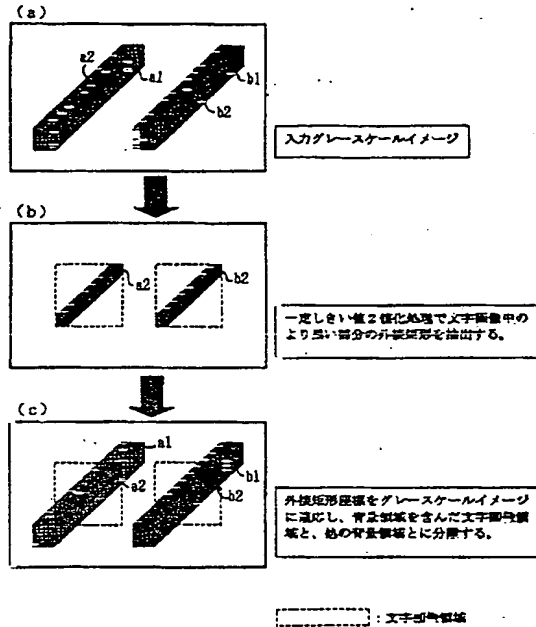 (a)
a2
a1
b1
b2
入力グレースケールイメージ
(b)
a2
b2
一定しきい値２値化処理で文字画像中の
より黒い部分の外接矩形を抽出する。
(c)
a1
a2
b1
b2
外接矩形座標をグレースケールイメージ
に適応し、背景領域を含んだ文字部分領
域と、他の背景領域とに分離する。
：文字部分領域